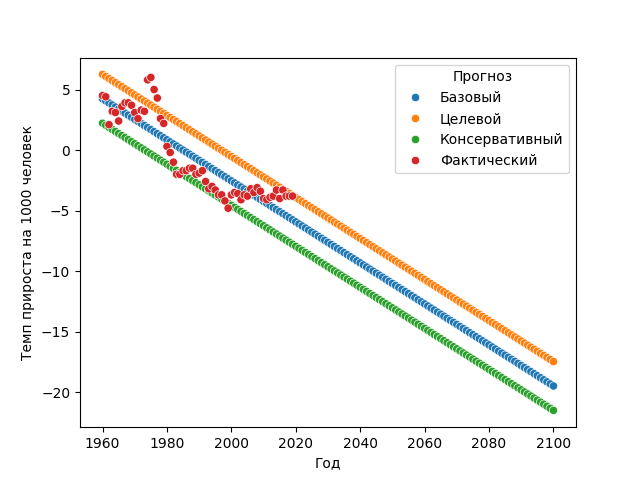 Прогноз
Базовый
Целевой
Консервативный
Фактический
Темп прироста на 1000 человек
5
0
−5
−10
−15
−20
1960 1980 2000 2020 2040 2060 2080 2100
Год